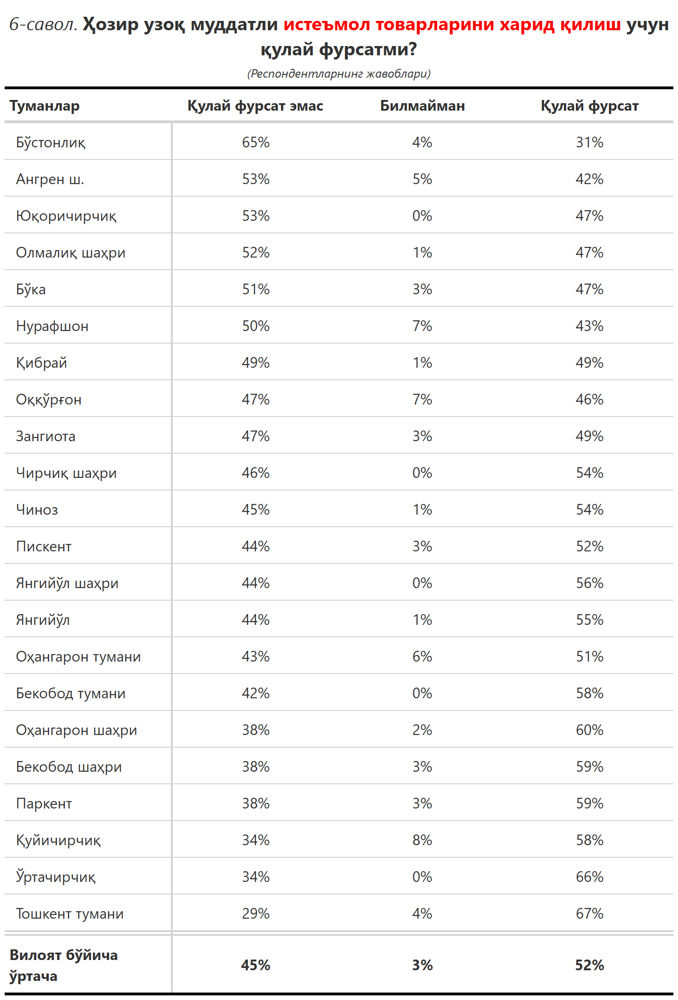 6-савол. Ҳозир узоқ муддатли истеъмол товарларини харид қилиш учун
қулай фурсатми?
(Респондентларнинг жавоблари)
Туманлар Қулай фурсат эмас Билмайман Қулай фурсат
Бўстонлиқ 65% 4% 31%
Ангрен ш. 53% 5% 42%
Юқоричирчиқ 53% 0% 47%
Олмалиқ шаҳри 52% 1% 47%
Бўка 51% 3% 47%
Нурафшон 50% 7% 43%
Қибрай 49% 1% 49%
Оққўрғон 47% 7% 46%
Зангиота 47% 3% 49%
Чирчиқ шаҳри 46% 0% 54%
Чиноз 45% 1% 54%
Пискент 44% 3% 52%
Янгийўл шаҳри 44% 0% 56%
Янгийўл 44% 1% 55%
Оҳангарон тумани 43% 6% 51%
Бекобод тумани 42% 0% 58%
Оҳангарон шаҳри 38% 2% 60%
Бекобод шаҳри 38% 3% 59%
Паркент 38% 3% 59%
Қуйичирчиқ 34% 8% 58%
Ўртачирчиқ 34% 0% 66%
Тошкент тумани 29% 4% 67%
Вилоят бўйича
ўртача 45% 3% 52%